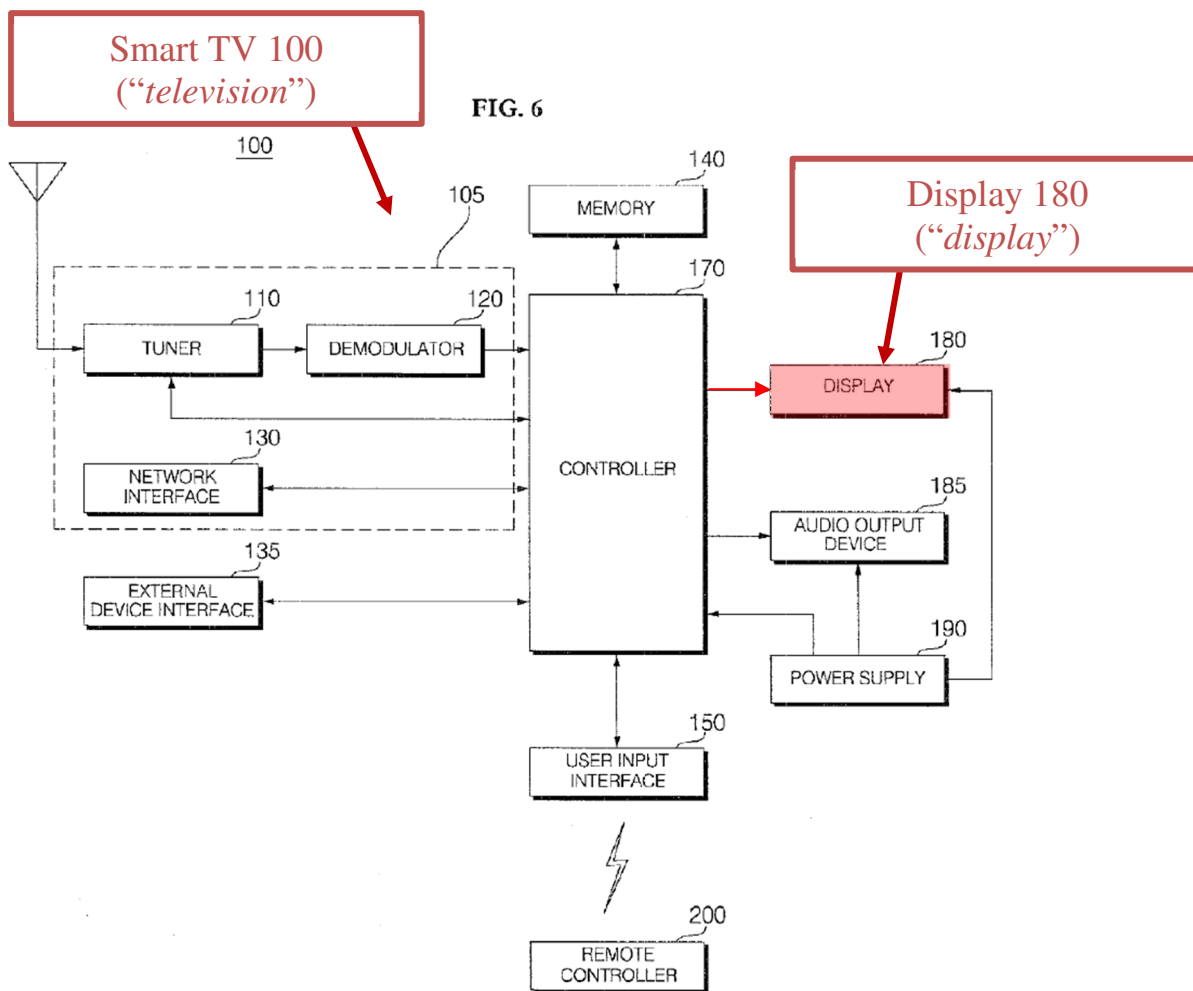 Smart TV 100
(“television”)
FIG. 6
100
140
MEMORY
Display 180
(“display”)
105
170
110
120
180
TUNER
DEMODULATOR
DISPLAY
130
NETWORK
INTERFACE
CONTROLLER
185
AUDIO OUTPUT
DEVICE
135
EXTERNAL
DEVICE INTERFACE
190
POWER SUPPLY
150
USER INPUT
INTERFACE
200
REMOTE
CONTROLLER